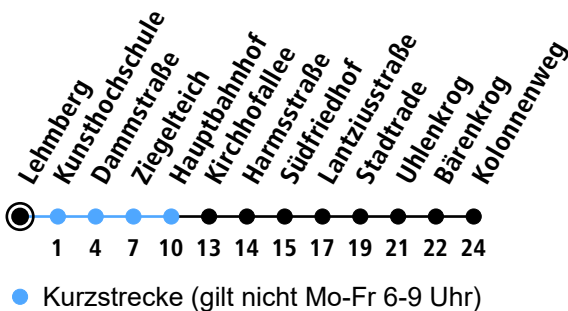 Lehmberg
Kunsthochschule
Dammstraße
Ziegelteich
Hauptbahnhof
Kirchhofallee
Harmsstraße
Südfriedhof
Lantziusstraße
Stadtrade
Uhlenkrog
Bärenkrog
Kolonnenweg
1 4 7 10 13 14 15 17 19 21 22 24
Kurzstrecke (gilt nicht Mo-Fr 6-9 Uhr)